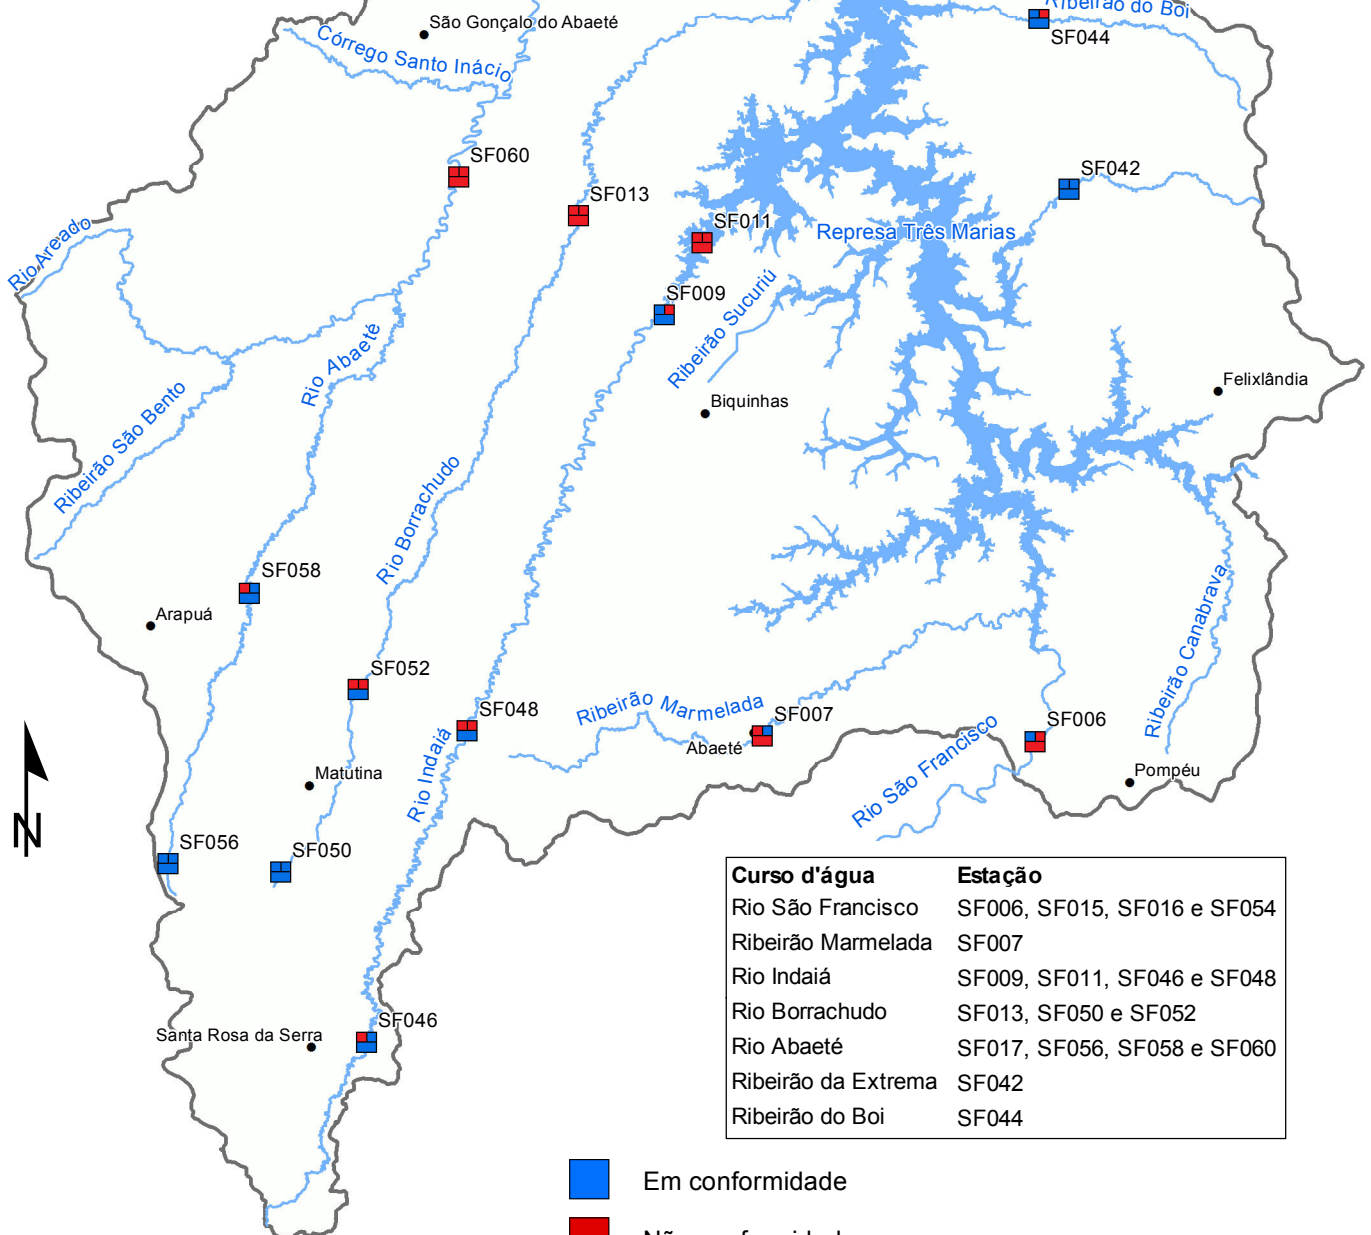 Ribeirão do Boi
São Gonçalo do Abaeté
SF044
Córrego Santo Inácio
SF060
SF042
SF013
SF011
Represa Três Marias
Rio Areado
SF009
Ribeirão Sucuriú
Rio Abaeté
Felixlândia
Biquinhas
Ribeirão São Bento
Rio Borrachudo
SF058
Arapuá
Ribeirão Canabrava
SF052
SF048
Ribeirão Marmelada
SF007
SF006
Abaeté
Rio São Francisco
Pompéu
Matutina
Rio Indaiá
N
SF056
SF050
Curso d'água Estação
Rio São Francisco SF006, SF015, SF016 e SF054
Ribeirão Marmelada SF007
Rio Indaiá SF009, SF011, SF046 e SF048
Rio Borrachudo SF013, SF050 e SF052
Rio Abaeté SF017, SF056, SF058 e SF060
Ribeirão da Extrema SF042
Ribeirão do Boi SF044
SF046
Santa Rosa da Serra
Em conformidade